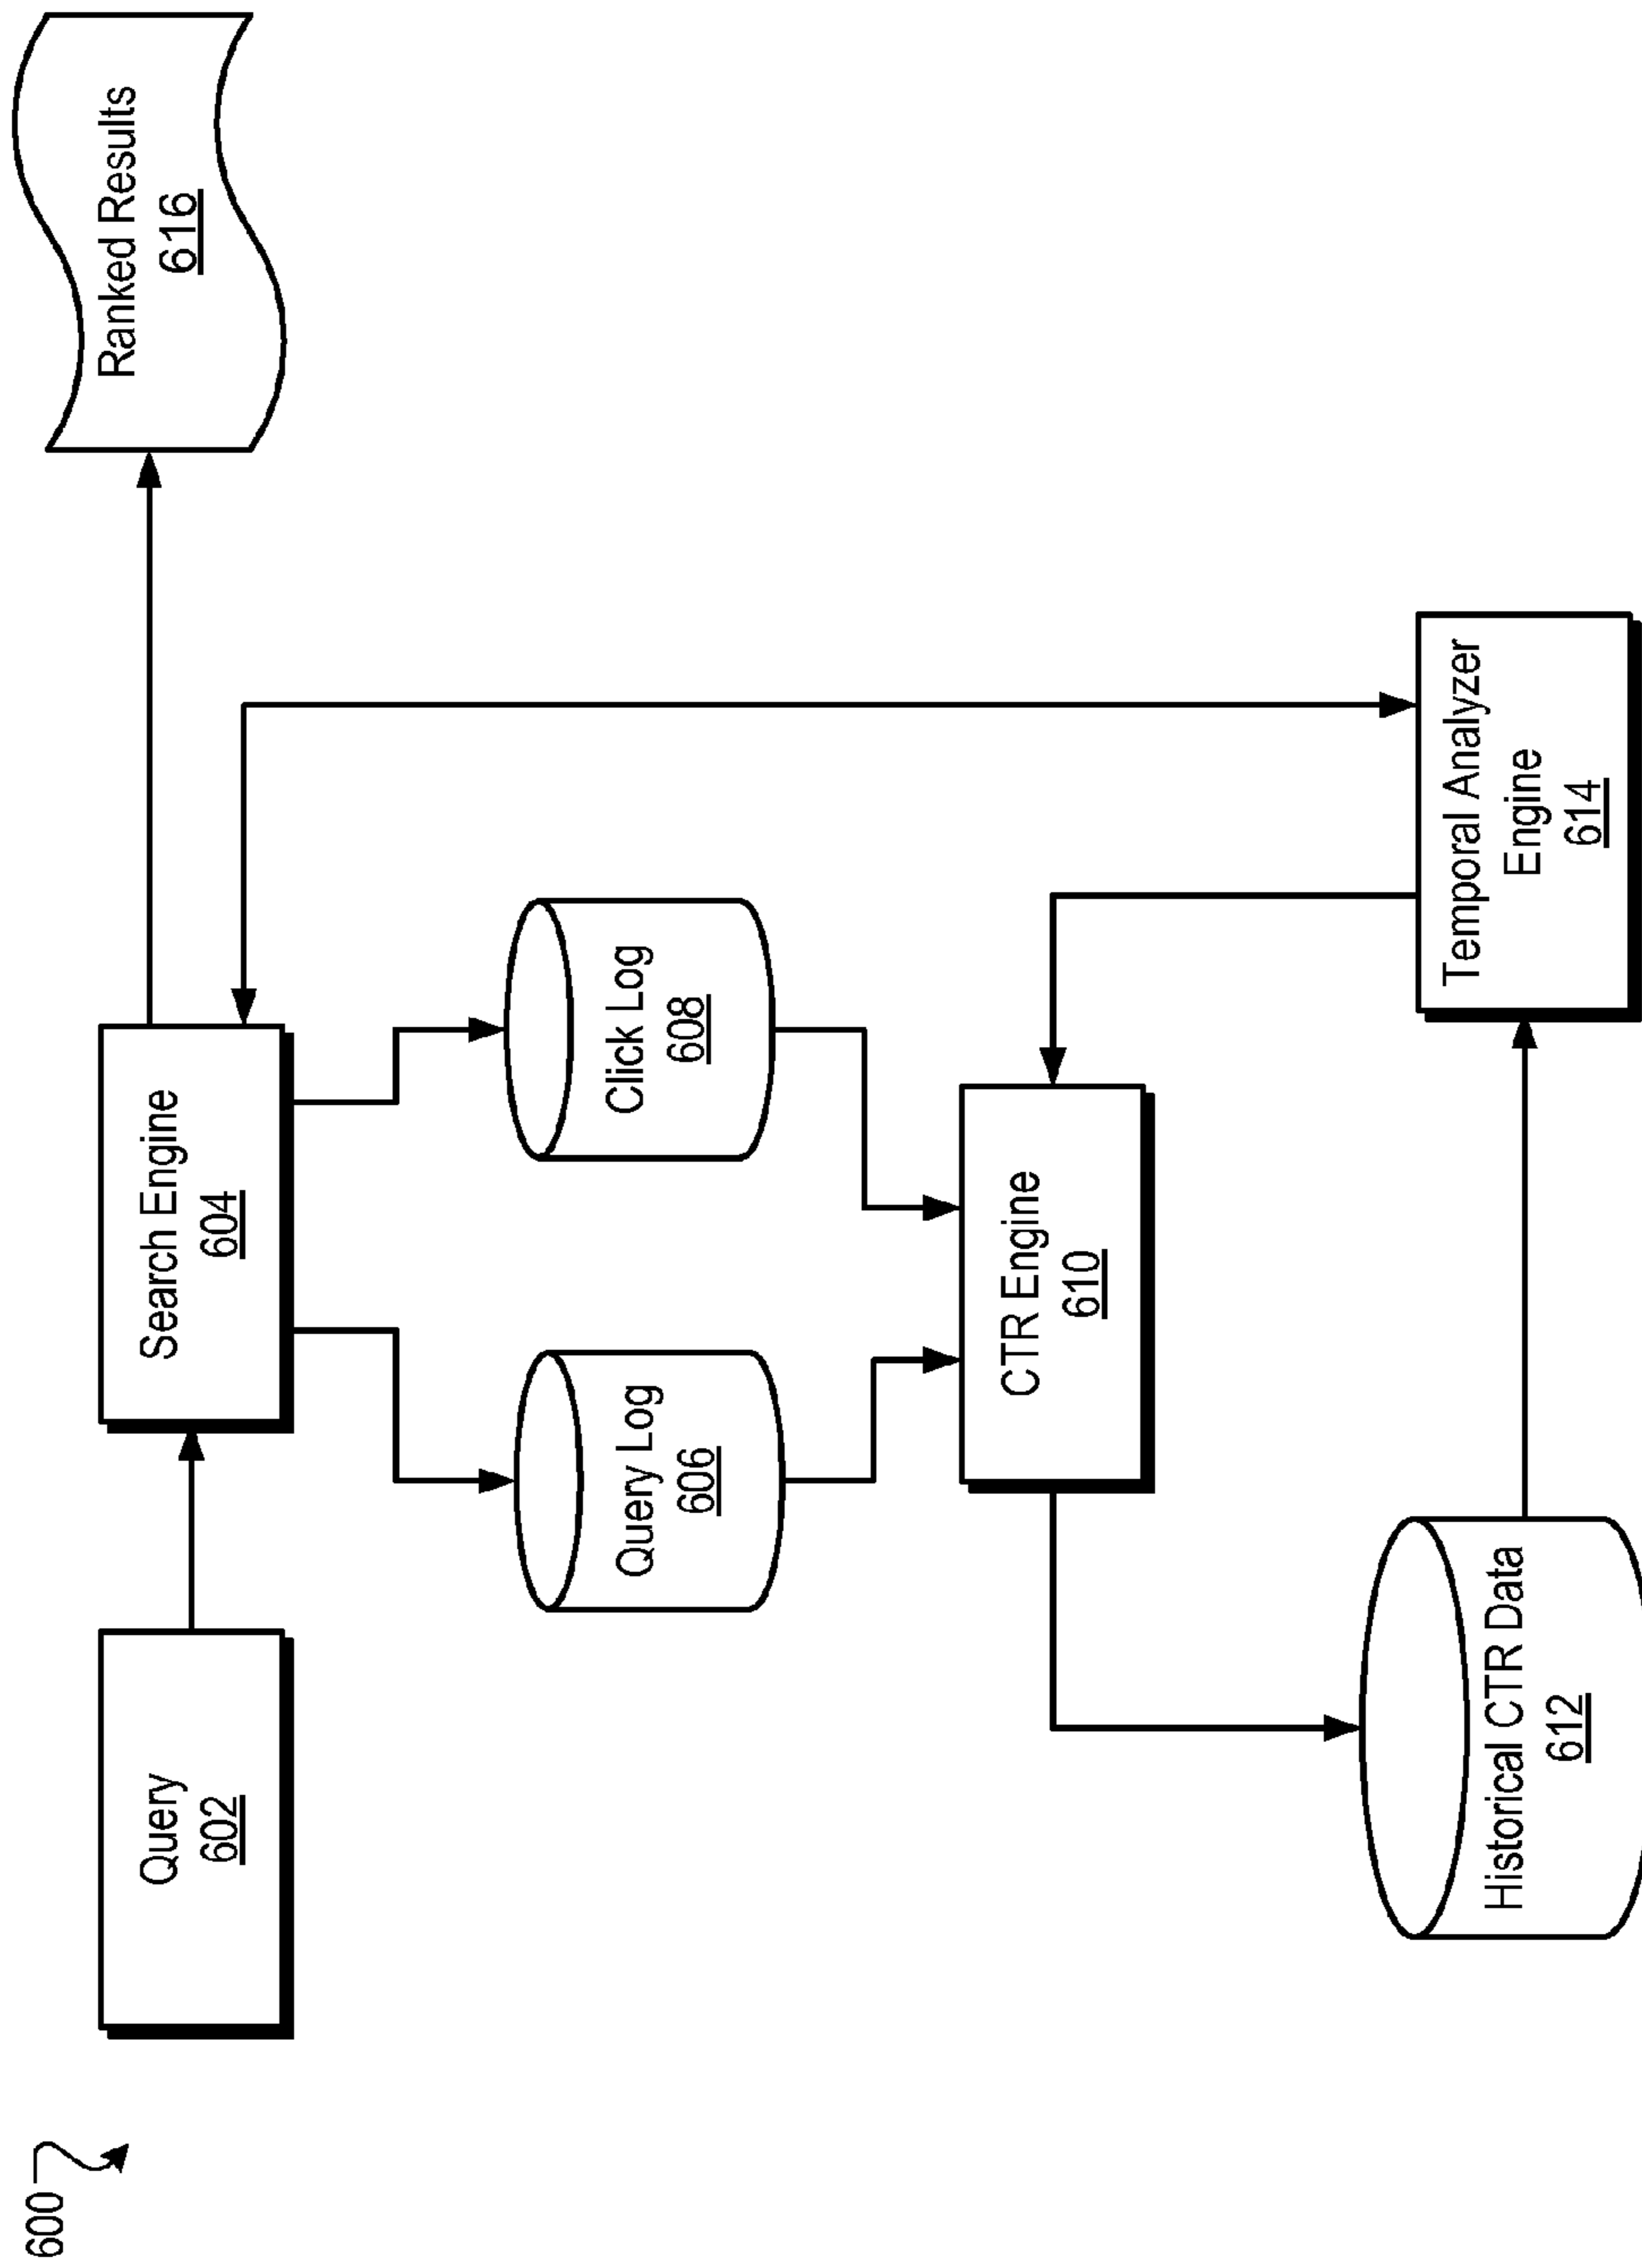 600
Query
602
Search Engine
604
Ranked Results
616
Query Log
606
Click Log
608
CTR Engine
610
Historical CTR Data
612
Temporal Analyzer
Engine
614